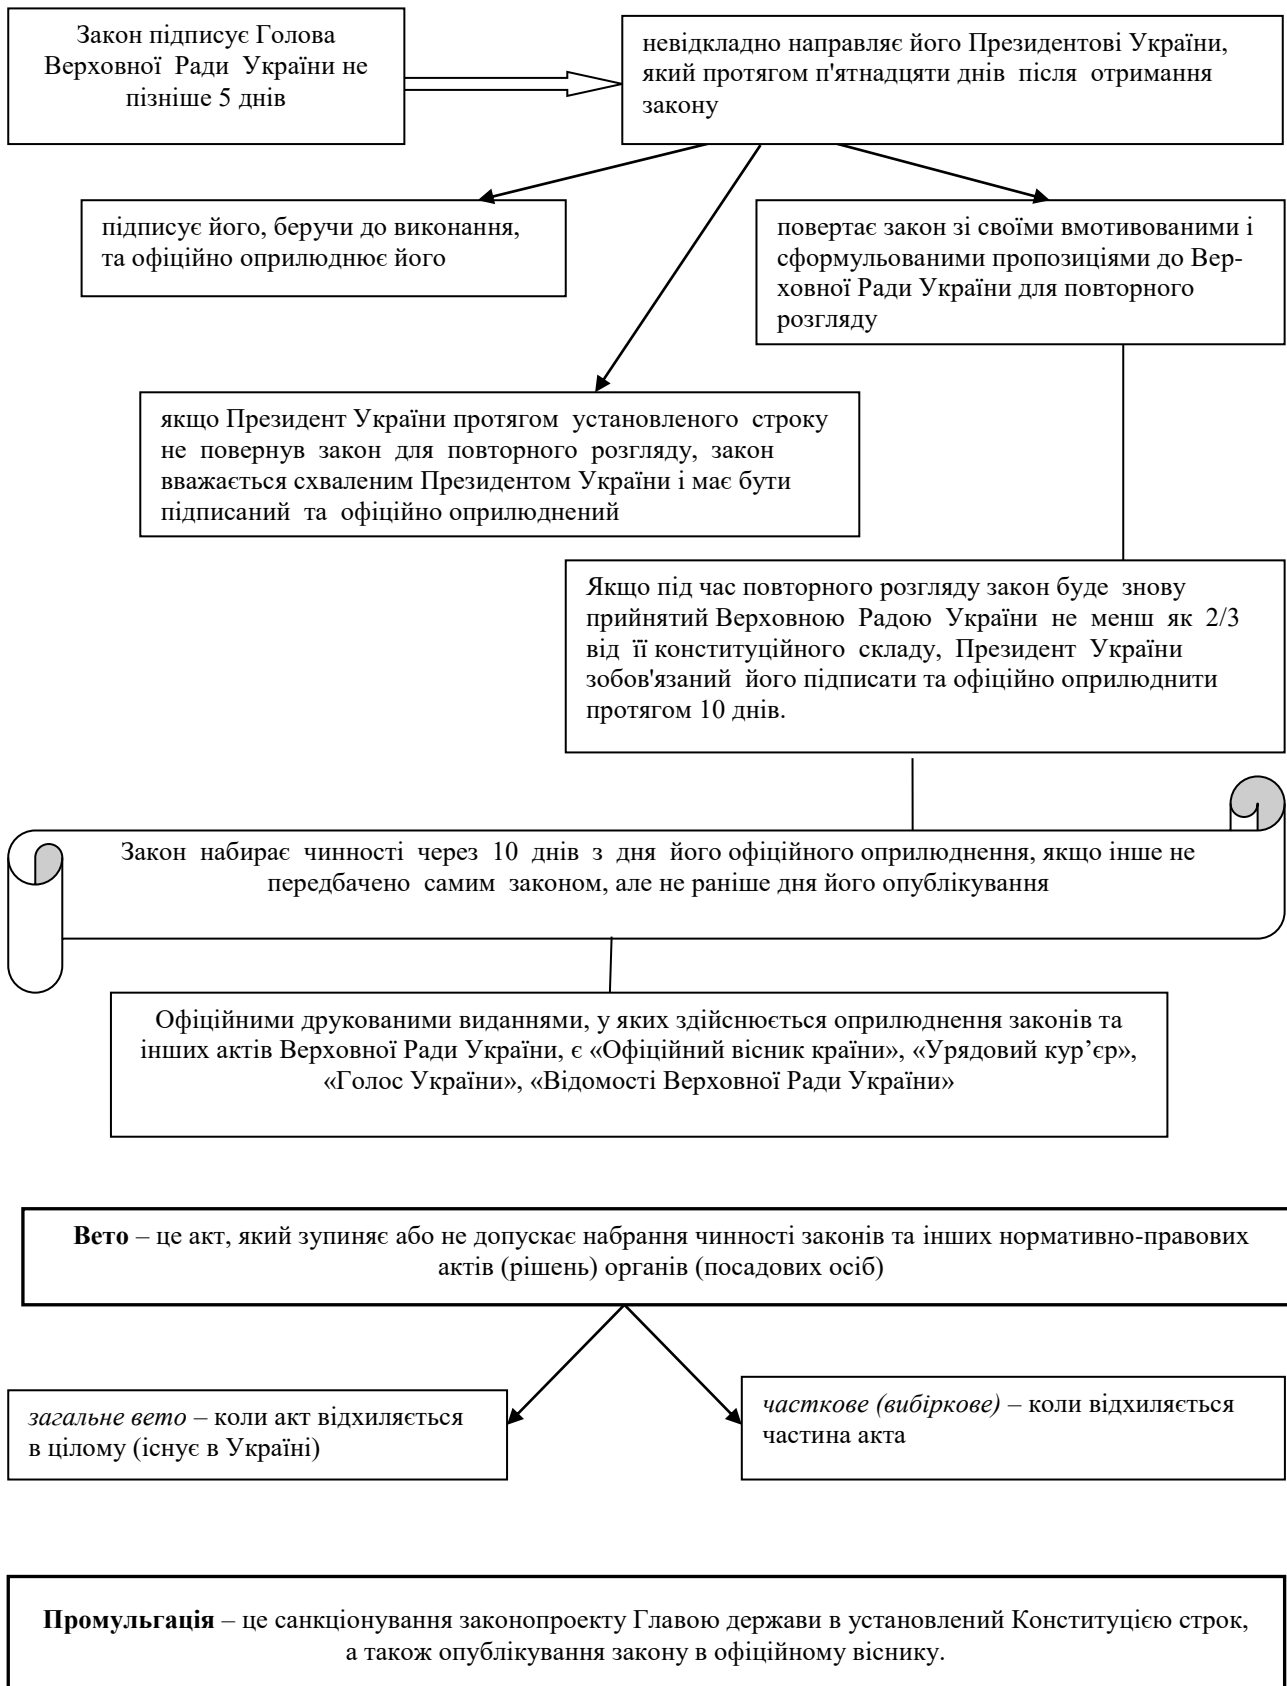 Закон підписує Голова
Верховної Ради України не
пізніше 5 днів
невідкладно направляє його Президентові України,
який протягом п'ятнадцяти днів після отримання
закону
підписує його, беручи до виконання,
та офіційно оприлюднює його
повертає закон зі своїми вмотивованими і
сформульованими пропозиціями до Вер-
ховної Ради України для повторного
розгляду
якщо Президент України протягом установленого строку
не повернув закон для повторного розгляду, закон
вважається схваленим Президентом України і має бути
підписаний та офіційно оприлюднений
Якщо під час повторного розгляду закон буде знову
прийнятий Верховною Радою України не менш як 2/3
від її конституційного складу, Президент України
зобов'язаний його підписати та офіційно оприлюднити
протягом 10 днів.
Закон набирає чинності через 10 днів з дня його офіційного оприлюднення, якщо інше не
передбачено самим законом, але не раніше дня його опублікування
Офіційними друкованими виданнями, у яких здійснюється оприлюднення законів та
інших актів Верховної Ради України, є «Офіційний вісник країни», «Урядовий кур’єр»,
«Голос України», «Відомості Верховної Ради України»
Вето – це акт, який зупиняє або не допускає набрання чинності законів та інших нормативно-правових
актів (рішень) органів (посадових осіб)
загальне вето – коли акт відхиляється
в цілому (існує в Україні)
часткове (вибіркове) – коли відхиляється
частина акта
Промульгація – це санкціонування законопроекту Главою держави в установлений Конституцією строк,
а також опублікування закону в офіційному віснику.